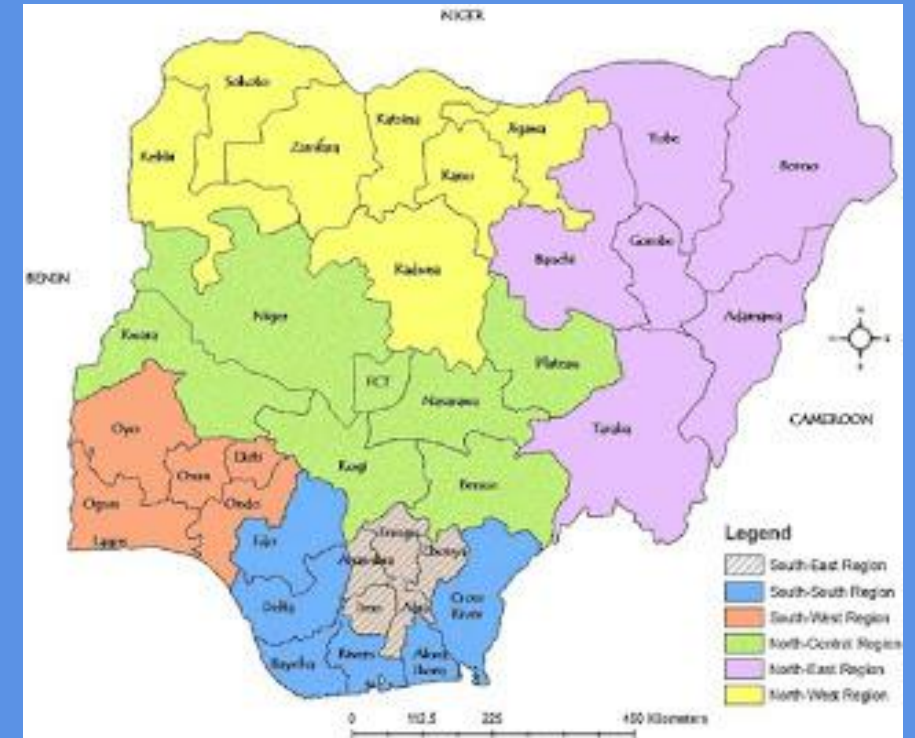 NIGER
Sokoto
Katsina
Jigawa
Yobe
Borno
Kebbi
Zamfara
Kano
Gombe
Bauchi
BENIN
Kaduna
Niger
Adamawa
Kwara
Plateau
FCT
Nasarawa
CAMEROON
Oyo
Taraba
Ekiti
Osun
Kogi
Benue
Ogun
Ondo
Lagos
Edo
Enugu
Ebonyi
Anambra
Delta
Imo
Abia
Cross
River
Bayelsa
Rivers
Akwa
Ibom
Legend
South-East Region
South-South Region
South-West Region
North-Central Region
North-East Region
North-West Region
0 112.5 225 450 Kilometers